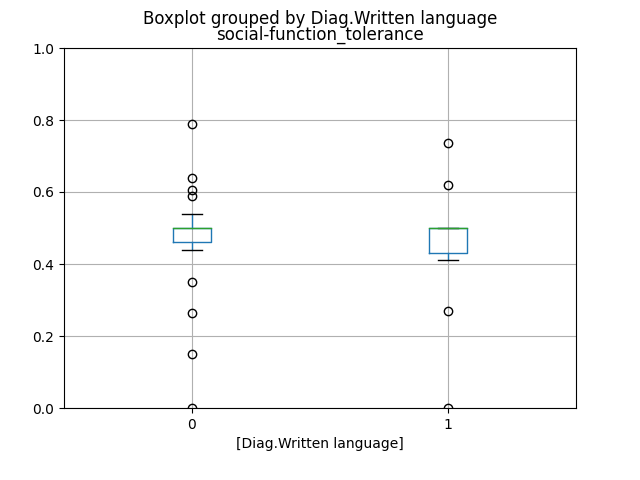 Boxplot grouped by Diag.Written language
social-function_tolerance
1.0
0.8
0.6
0.4
0.2
0.0
0 1
[Diag.Written language]